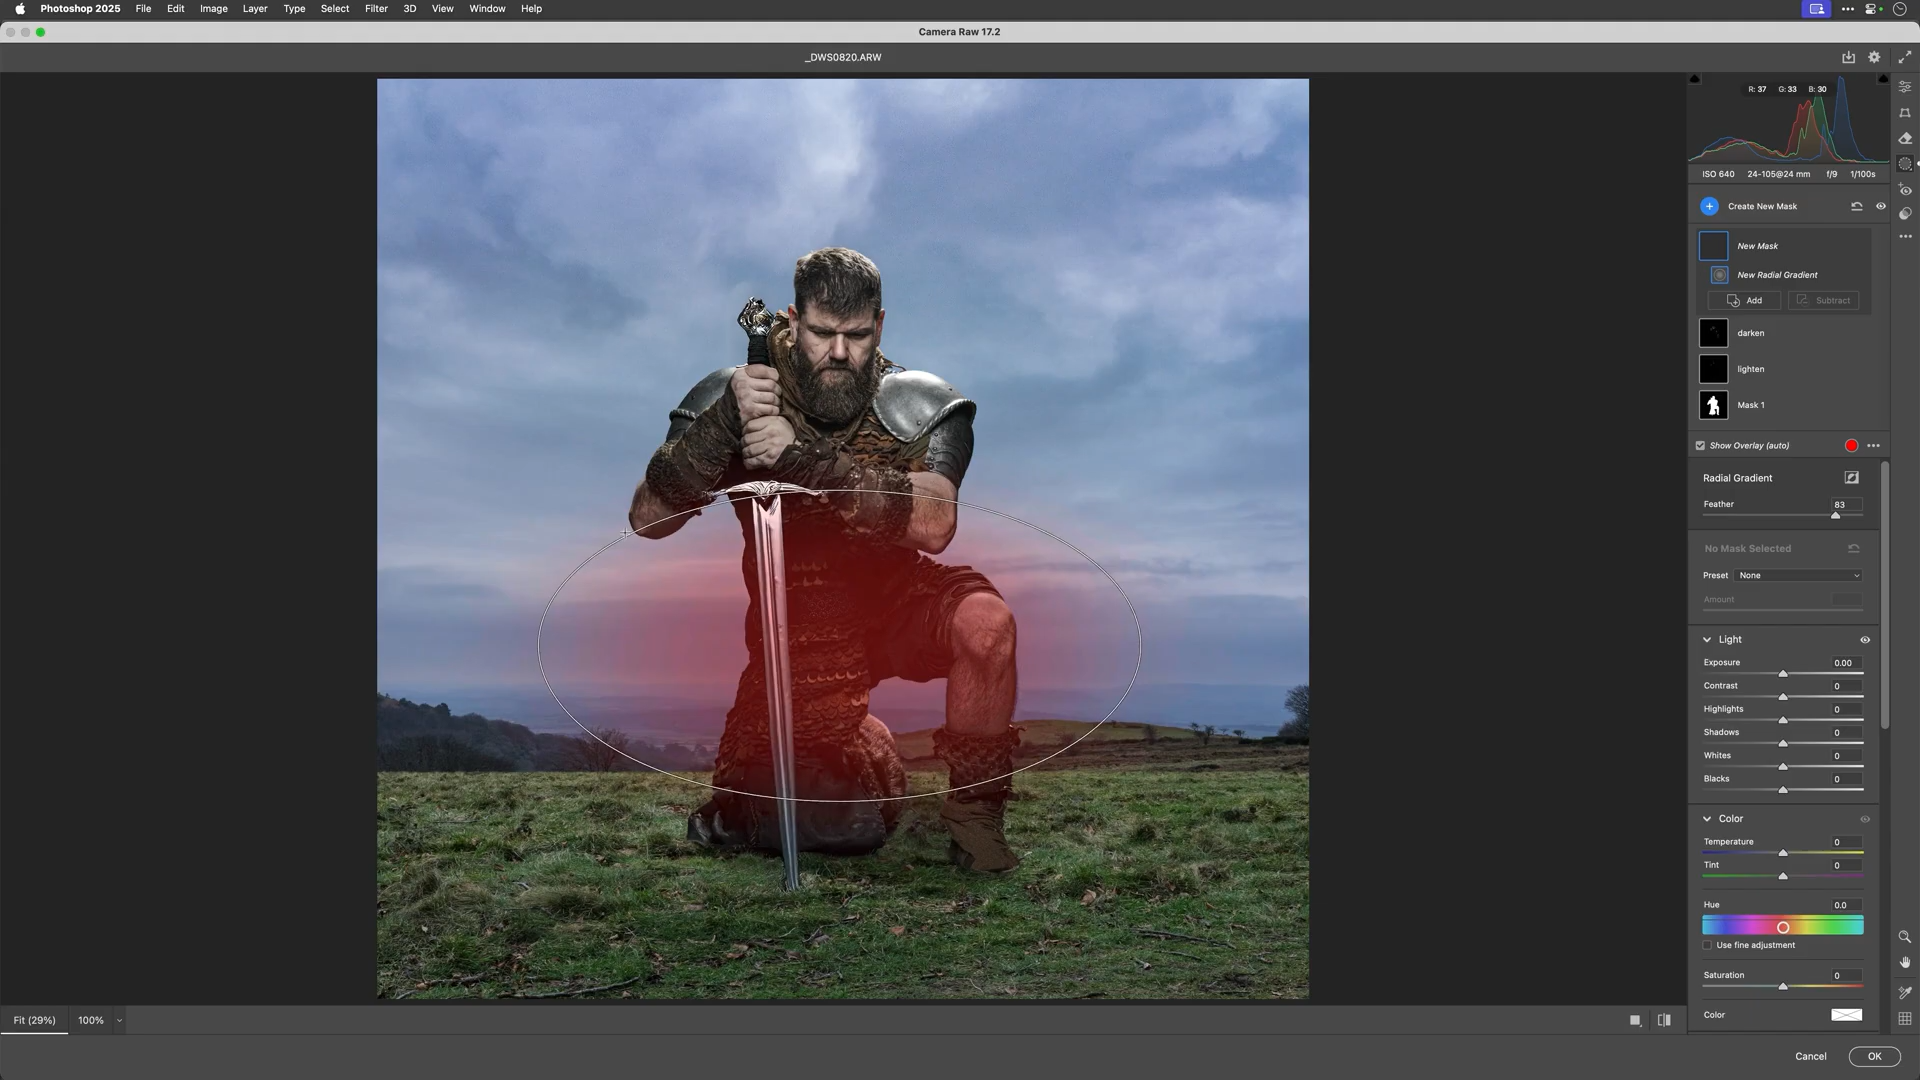 Photoshop 2025 File Edit Image Layer Type Select Filter 3D View Window Help
Camera Raw 17.2
_DWS0820.ARW
R: 37 G: 33 B: 30
ISO 640 24-105@24 mm f/9 1/100s
Create New Mask
New Mask
New Radial Gradient
Add Subtract
darken
lighten
Mask 1
Show Overlay (auto)
Radial Gradient
Feather 83
No Mask Selected
Preset None
Amount
Light
Exposure 0.00
Contrast 0
Highlights 0
Shadows 0
Whites 0
Blacks 0
Color
Temperature 0
Tint 0
Hue 0.0
Use fine adjustment
Saturation 0
Color
Fit (29%) 100%
Cancel OK